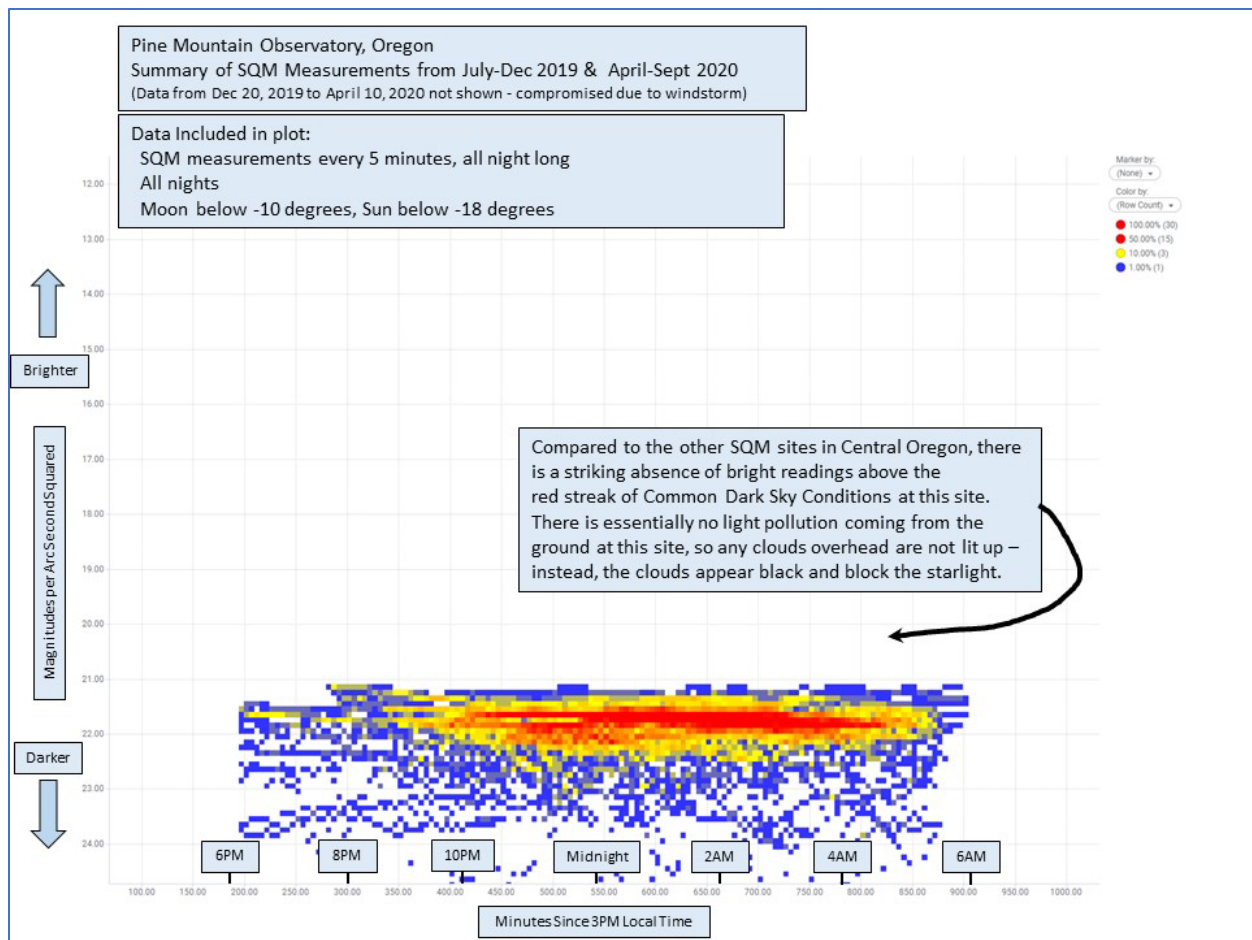 Pine Mountain Observatory, Oregon
Summary of SQM Measurements from July-Dec 2019 & April-Sept 2020
(Data from Dec 20, 2019 to April 10, 2020 not shown - compromised due to windstorm)
Data Included in plot:
SQM measurements every 5 minutes, all night long
All nights
Moon below -10 degrees, Sun below -18 degrees
Marker by:
(None)
Color by:
(Row Count)
100.00% (30)
50.00% (15)
10.00% (3)
1.00% (1)
12.00
13.00
14.00
15.00
16.00
17.00
18.00
19.00
20.00
21.00
22.00
23.00
24.00
Brighter
Magnitudes per Arc Second Squared
Darker
Compared to the other SQM sites in Central Oregon, there
is a striking absence of bright readings above the
red streak of Common Dark Sky Conditions at this site.
There is essentially no light pollution coming from the
ground at this site, so any clouds overhead are not lit up –
instead, the clouds appear black and block the starlight.
6PM
8PM
10PM
Midnight
2AM
4AM
6AM
100.00
150.00
200.00
250.00
300.00
350.00
400.00
450.00
500.00
550.00
600.00
650.00
700.00
750.00
800.00
850.00
900.00
950.00
1000.00
Minutes Since 3PM Local Time